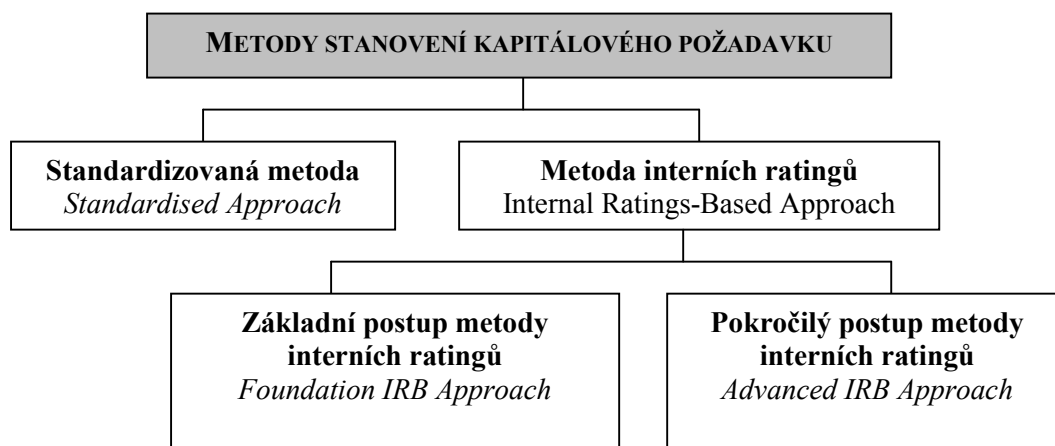 METODY STANOVENÍ KAPITÁLOVÉHO POŽADAVKU
Standardizovaná metoda
Standardised Approach
Metoda interních ratingů
Internal Ratings-Based Approach
Základní postup metody
interních ratingů
Foundation IRB Approach
Pokročilý postup metody
interních ratingů
Advanced IRB Approach